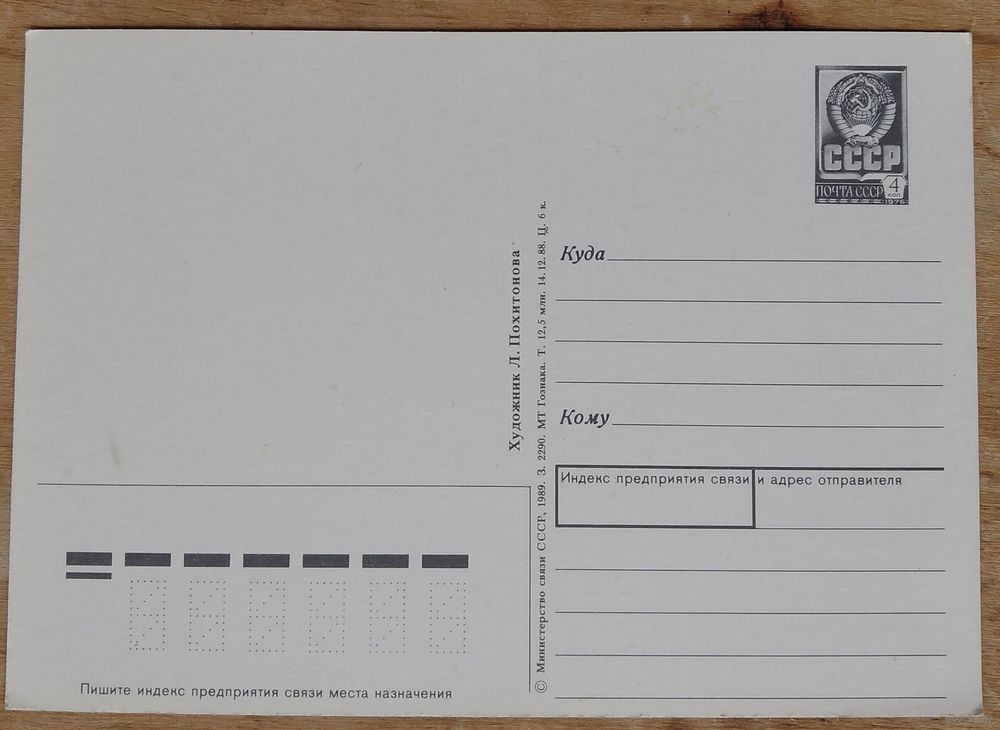 СССР
ПОЧТА СССР 4 коп.
1976
Художник Л. Похитонова
© Министерство связи СССР, 1989. З. 2290. МТ Гознака. Т. 12,5 млн. 14.12.88. Ц. 6 к.
Куда
Кому
Индекс предприятия связи и адрес отправителя
Пишите индекс предприятия связи места назначения